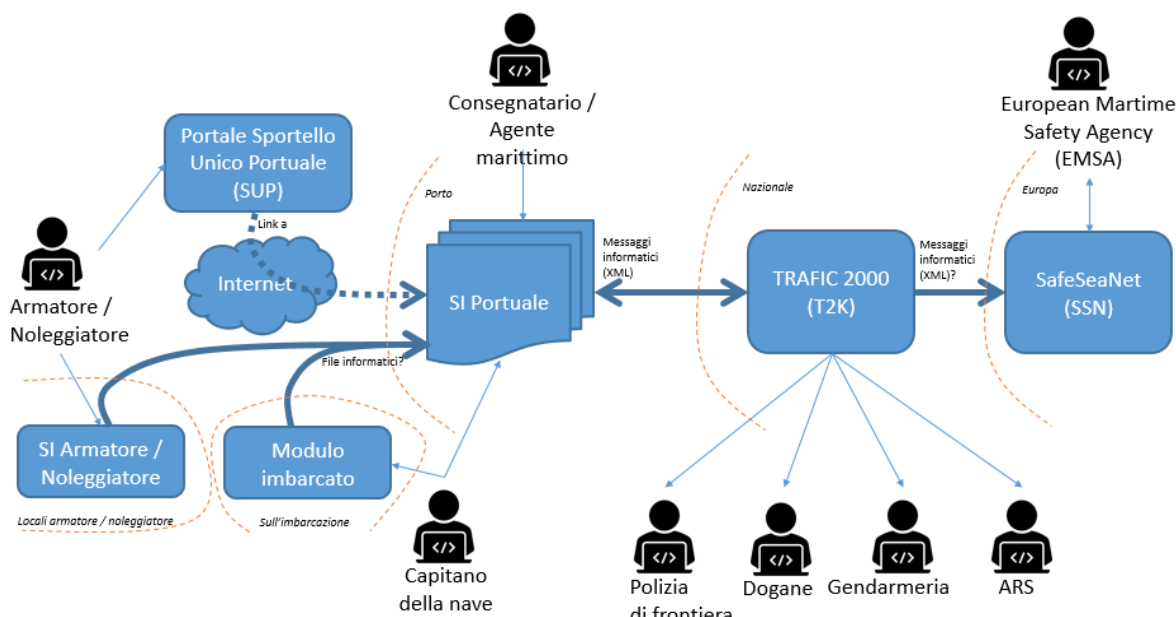 Consegnatario /
Agente
marittimo
European Martime
Safety Agency
(EMSA)
Portale Sportello
Unico Portuale
(SUP)
Porto
Nazionale
Europa
Link a
Internet
Armatore /
Noleggiatore
SI Portuale
Messaggi
informatici
(XML)
TRAFIC 2000
(T2K)
Messaggi
informatici
(XML)?
SafeSeaNet
(SSN)
File informatici?
SI Armatore /
Noleggiatore
Modulo
imbarcato
Locali armatore / noleggiatore
Sull'imbarcazione
Capitano
della nave
Polizia
di frontiera
Dogane
Gendarmeria
ARS